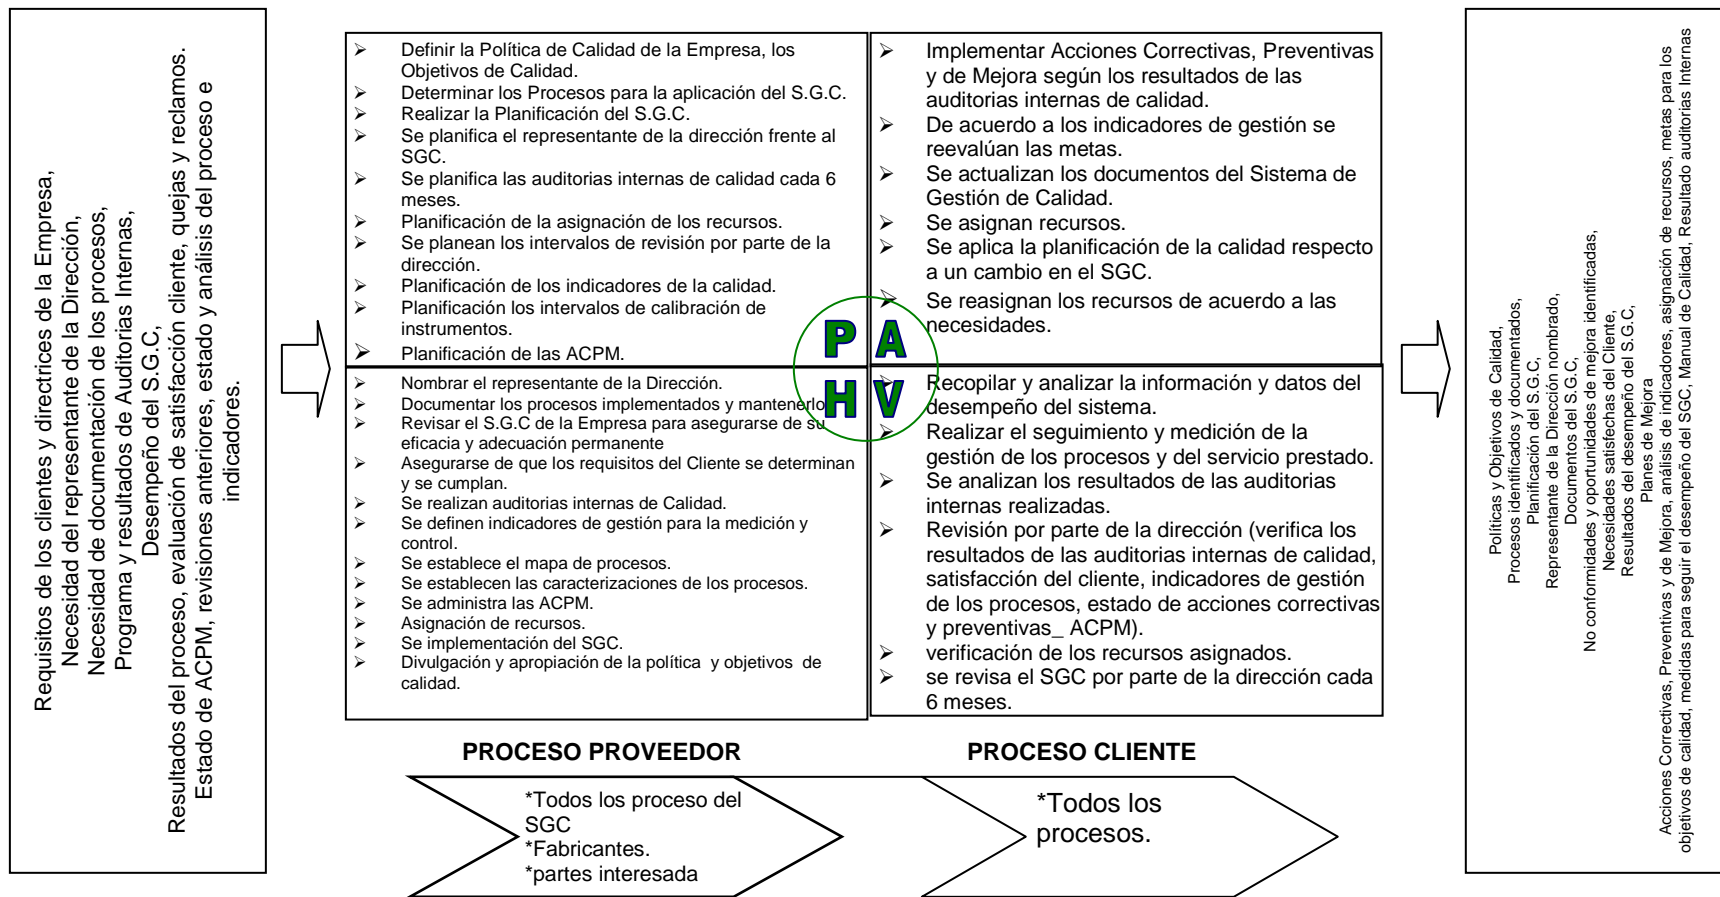 Requisitos de los clientes y directrices de la Empresa,
Necesidad del representante de la Dirección,
Necesidad de documentación de los procesos,
Programa y resultados de Auditorías Internas,
Desempeño del S.G.C,
Resultados del proceso, evaluación de satisfacción cliente, quejas y reclamos.
Estado de ACPM, revisiones anteriores, estado y análisis del proceso e
indicadores.
➢ Definir la Política de Calidad de la Empresa, los
Objetivos de Calidad.
➢ Determinar los Procesos para la aplicación del S.G.C.
➢ Realizar la Planificación del S.G.C.
➢ Se planifica el representante de la dirección frente al
SGC.
➢ Se planifica las auditorias internas de calidad cada 6
meses.
➢ Planificación de la asignación de los recursos.
➢ Se planean los intervalos de revisión por parte de la
dirección.
➢ Planificación de los indicadores de la calidad.
➢ Planificación los intervalos de calibración de
instrumentos.
➢ Planificación de las ACPM.
➢ Implementar Acciones Correctivas, Preventivas
y de Mejora según los resultados de las
auditorias internas de calidad.
➢ De acuerdo a los indicadores de gestión se
reevalúan las metas.
➢ Se actualizan los documentos del Sistema de
Gestión de Calidad.
➢ Se asignan recursos.
➢ Se aplica la planificación de la calidad respecto
a un cambio en el SGC.
➢ Se reasignan los recursos de acuerdo a las
necesidades.
P A
H V
➢ Nombrar el representante de la Dirección.
➢ Documentar los procesos implementados y mantenerlo
➢ Revisar el S.G.C de la Empresa para asegurarse de su
eficacia y adecuación permanente
➢ Asegurarse de que los requisitos del Cliente se determinan
y se cumplan.
➢ Se realizan auditorias internas de Calidad.
➢ Se definen indicadores de gestión para la medición y
control.
➢ Se establece el mapa de procesos.
➢ Se establecen las caracterizaciones de los procesos.
➢ Se administra las ACPM.
➢ Asignación de recursos.
➢ Se implementación del SGC.
➢ Divulgación y apropiación de la política y objetivos de
calidad.
➢ Recopilar y analizar la información y datos del
desempeño del sistema.
➢ Realizar el seguimiento y medición de la
gestión de los procesos y del servicio prestado.
➢ Se analizan los resultados de las auditorias
internas realizadas.
➢ Revisión por parte de la dirección (verifica los
resultados de las auditorias internas de calidad,
satisfacción del cliente, indicadores de gestión
de los procesos, estado de acciones correctivas
y preventivas_ ACPM).
➢ verificación de los recursos asignados.
➢ se revisa el SGC por parte de la dirección cada
6 meses.
PROCESO PROVEEDOR
*Todos los proceso del
SGC
*Fabricantes.
*partes interesada
PROCESO CLIENTE
*Todos los
procesos.
Políticas y Objetivos de Calidad,
Procesos identificados y documentados,
Planificación del S.G.C,
Representante de la Dirección nombrado,
Documentos del S.G.C,
No conformidades y oportunidades de mejora identificadas,
Necesidades satisfechas del Cliente,
Resultados del desempeño del S.G.C,
Planes de Mejora
Acciones Correctivas, Preventivas y de Mejora, análisis de indicadores, asignación de recursos, metas para los
objetivos de calidad, medidas para seguir el desempeño del SGC, Manual de Calidad, Resultado auditorias Internas